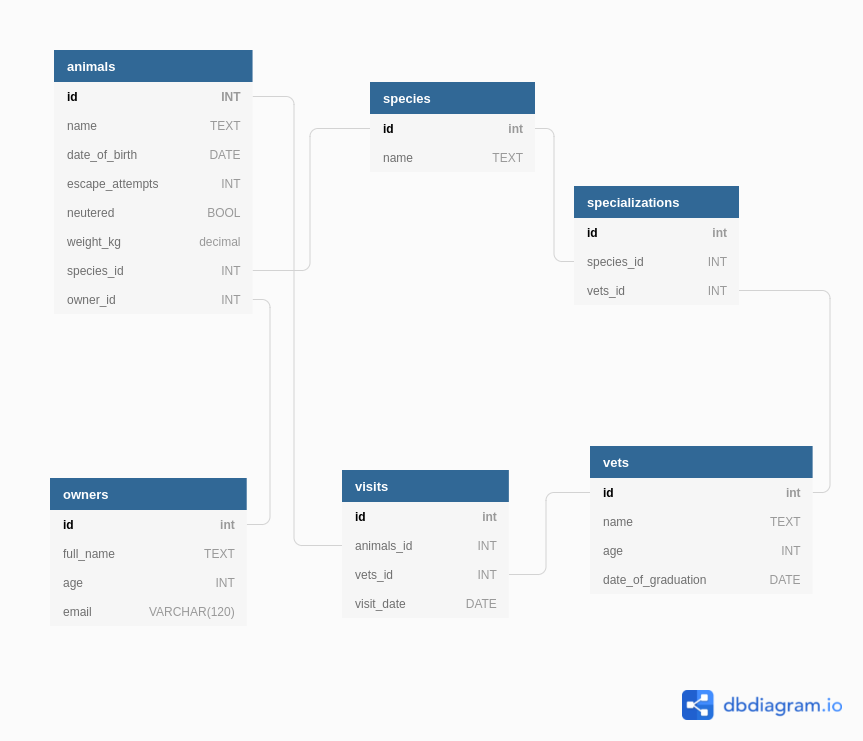 animals
id INT
name TEXT
date_of_birth DATE
escape_attempts INT
neutered BOOL
weight_kg decimal
species_id INT
owner_id INT
species
id int
name TEXT
specializations
id int
species_id INT
vets_id INT
owners
id int
full_name TEXT
age INT
email VARCHAR(120)
visits
id int
animals_id INT
vets_id INT
visit_date DATE
vets
id int
name TEXT
age INT
date_of_graduation DATE
dbdiagram.io